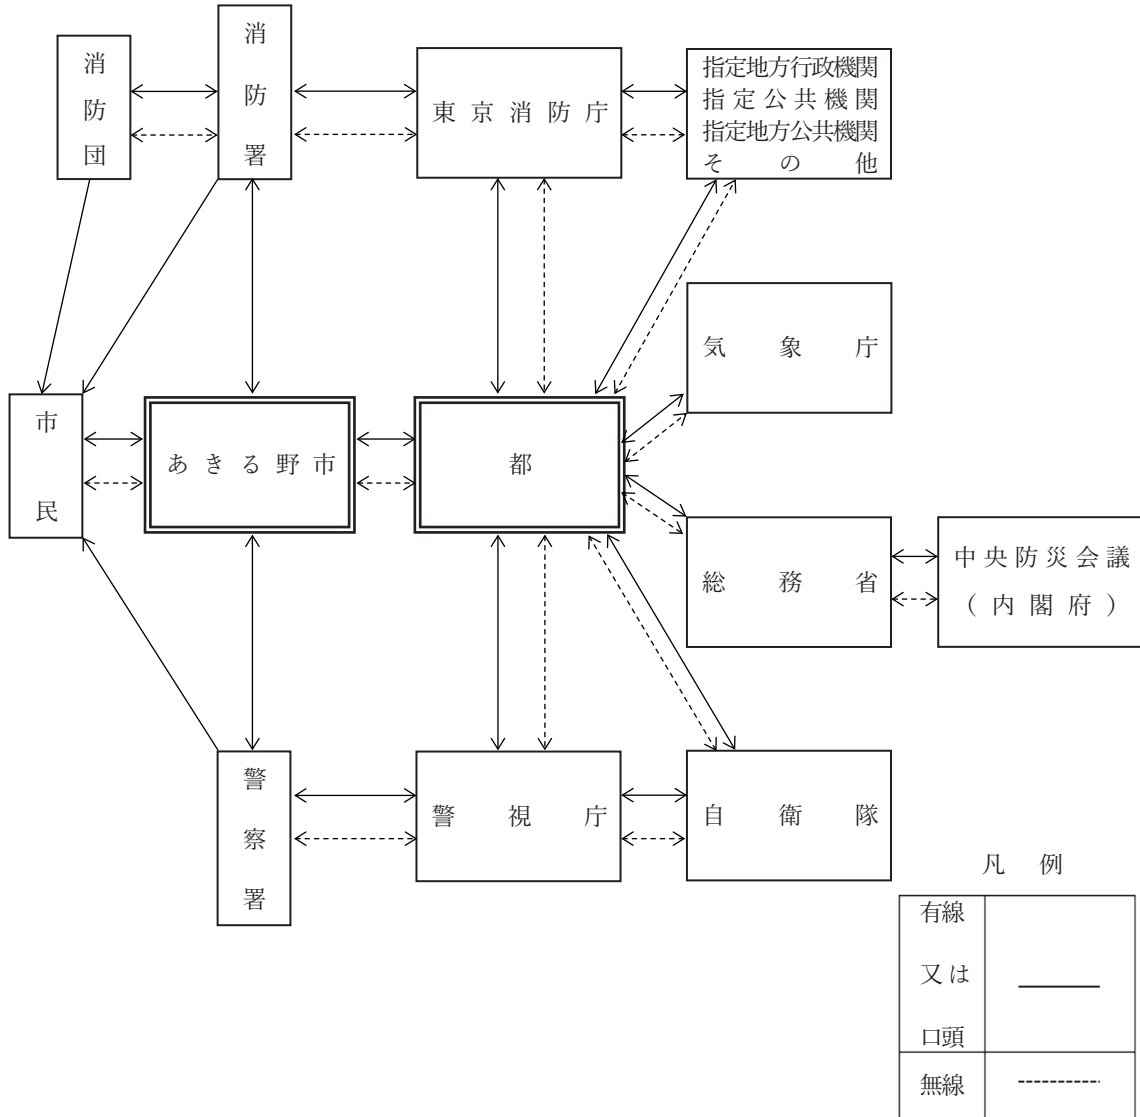 消防団
消防署
東京消防庁
指定地方行政機関
指定公共機関
指定地方公共機関
その他
気象庁
市民
あきる野市
都
総務省
中央防災会議
（内閣府）
警察署
警視庁
自衛隊
凡例
有線
又は
口頭
無線